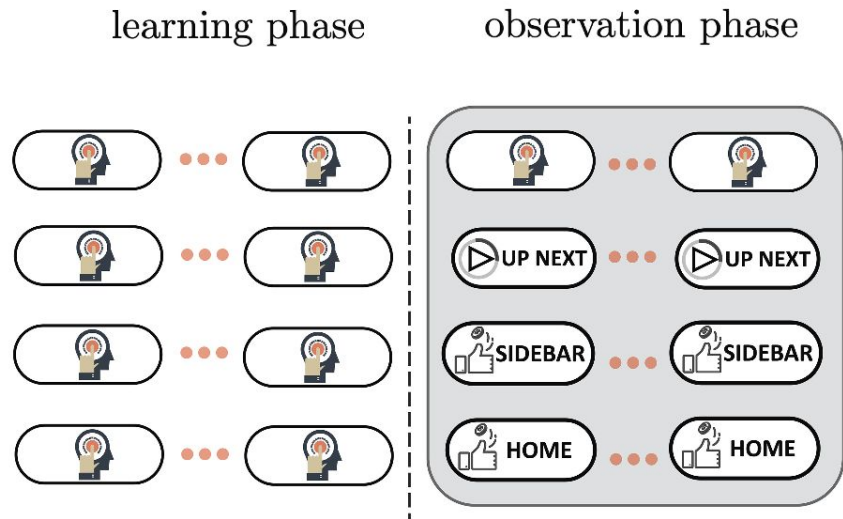 learning phase
observation phase
UP NEXT
UP NEXT
SIDEBAR
SIDEBAR
HOME
HOME